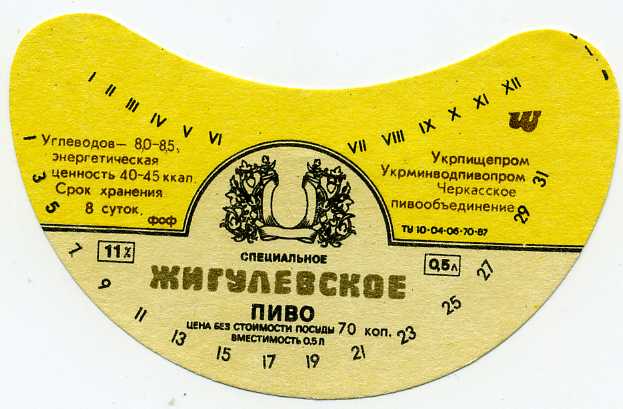 I II III IV V VI
VII VIII IX X XI XII
Углеводов— 8,0-8,5,
энергетическая
ценность 40-45 ккал.
Срок хранения
8 суток.
фоф
Укрпищепром
Укрминводпивопром
Черкасское
пивообъединение
ТУ 10-04-06-70-87
11%
0,5л
СПЕЦИАЛЬНОЕ
ЖИГУЛЕВСКОЕ
ПИВО
ЦЕНА БЕЗ СТОИМОСТИ ПОСУДЫ 70 коп.
ВМЕСТИМОСТЬ 0,5 Л
1 3 5 7 9 11 13 15 17 19 21 23 25 27 29 31